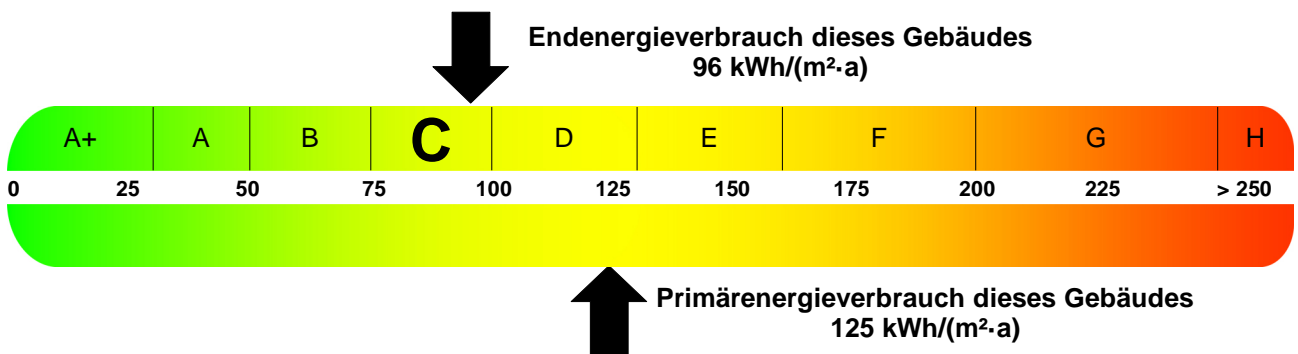 Endenergieverbrauch dieses Gebäudes
96 kWh/(m²·a)
A+ A B C D E F G H
0 25 50 75 100 125 150 175 200 225 > 250
Primärenergieverbrauch dieses Gebäudes
125 kWh/(m²·a)